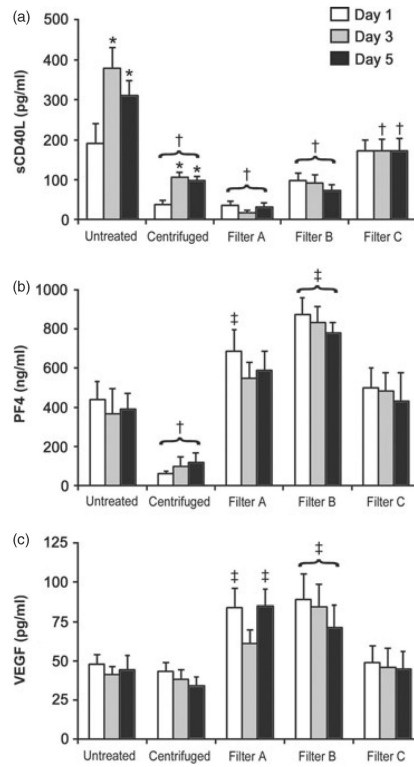 (a)
Day 1
Day 3
Day 5
sCD40L (pg/ml)
500
400
300
200
100
0
* *
†
* *
†
†
† †
Untreated Centrifuged Filter A Filter B Filter C
(b)
PF4 (ng/ml)
1000
800
600
400
200
0
†
‡
‡
Untreated Centrifuged Filter A Filter B Filter C
(c)
VEGF (pg/ml)
125
100
75
50
25
0
‡ ‡
‡
Untreated Centrifuged Filter A Filter B Filter C